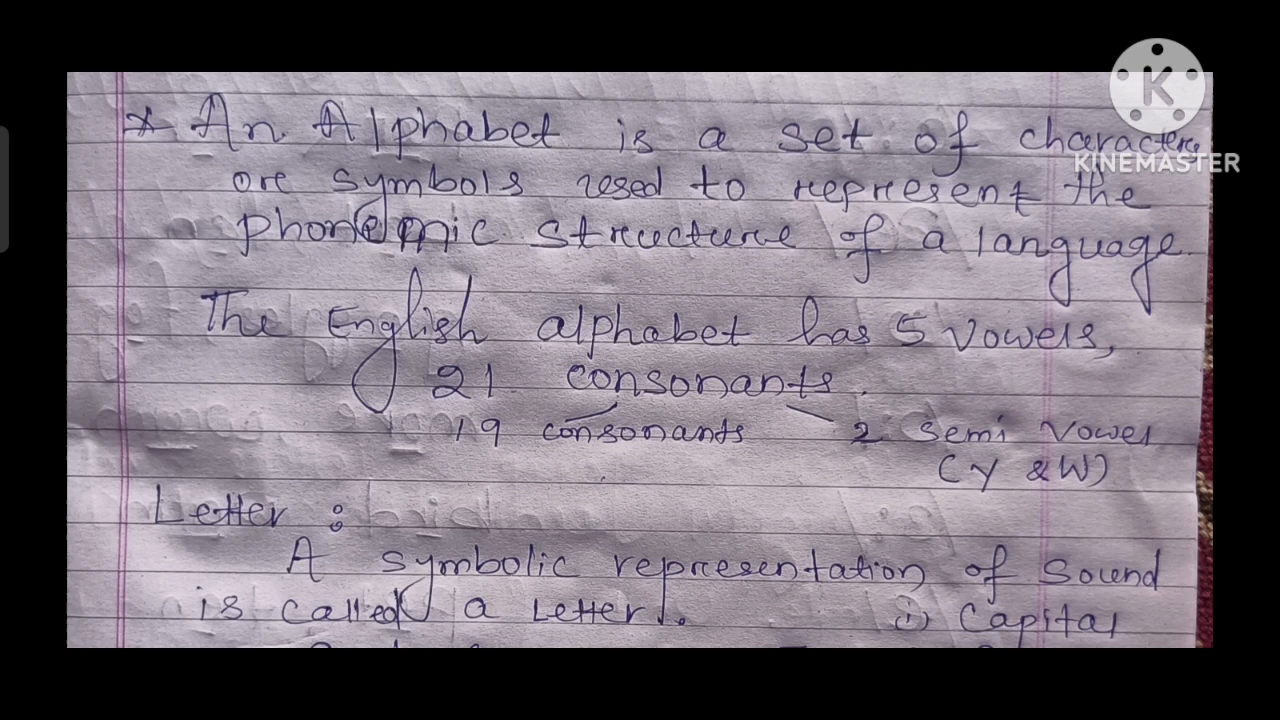 * An Alphabet is a set of characters
or symbols used to represent the
phonemic structure of a language.
The English alphabet has 5 vowels,
21 consonants.
19 consonants 2 semi vowel
(Y & W)
Letter :
A symbolic representation of sound
is called a Letter.
i) Capital
K
KINEMASTER